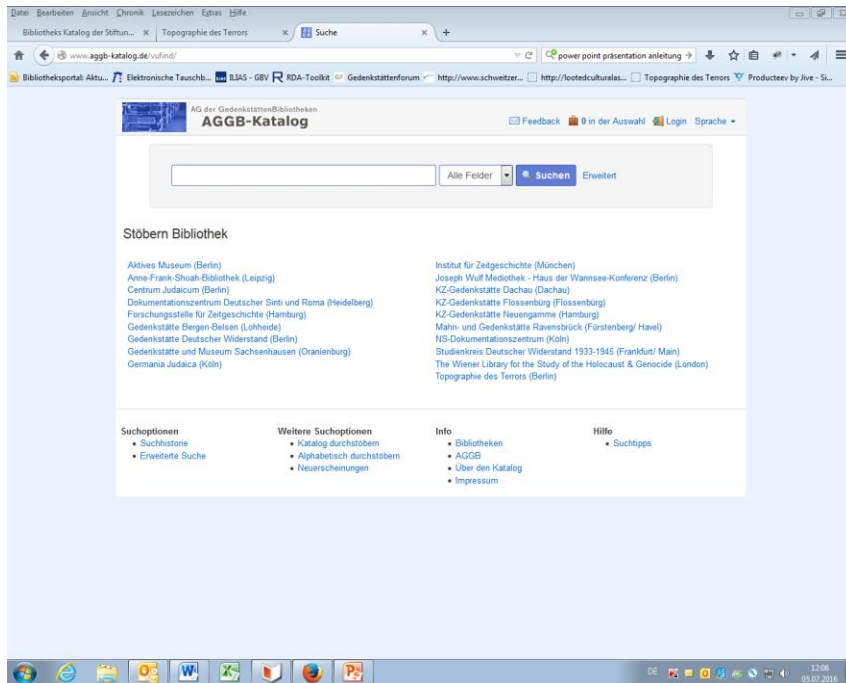 Datei Bearbeiten Ansicht Chronik Lesezeichen Extras Hilfe
Bibliotheks Katalog der Stiftun... × Topographie des Terrors × Suche × +
www.aggb-katalog.de/vufind/ power point präsentation anleitung
Bibliotheksportal: Aktu... Elektronische Tauschb... ILIAS - GBV RDA-Toolkit Gedenkstättenforum http://www.schweitzer... http://lootedculturalas... Topographie des Terrors Producteev by Jive - Si...
AG der GedenkstättenBibliotheken
AGGB-Katalog
Feedback 0 in der Auswahl Login Sprache
Alle Felder Suchen Erweitert
Stöbern Bibliothek
Aktives Museum (Berlin)
Anne-Frank-Shoah-Bibliothek (Leipzig)
Centrum Judaicum (Berlin)
Dokumentationszentrum Deutscher Sinti und Roma (Heidelberg)
Forschungsstelle für Zeitgeschichte (Hamburg)
Gedenkstätte Bergen-Belsen (Lohheide)
Gedenkstätte Deutscher Widerstand (Berlin)
Gedenkstätte und Museum Sachsenhausen (Oranienburg)
Germania Judaica (Köln)
Institut für Zeitgeschichte (München)
Joseph Wulf Mediothek - Haus der Wannsee-Konferenz (Berlin)
KZ-Gedenkstätte Dachau (Dachau)
KZ-Gedenkstätte Flossenbürg (Flossenbürg)
KZ-Gedenkstätte Neuengamme (Hamburg)
Mahn- und Gedenkstätte Ravensbrück (Fürstenberg/ Havel)
NS-Dokumentationszentrum (Köln)
Studienkreis Deutscher Widerstand 1933-1945 (Frankfurt/ Main)
The Wiener Library for the Study of the Holocaust & Genocide (London)
Topographie des Terrors (Berlin)
Suchoptionen
• Suchhistorie
• Erweiterte Suche
Weitere Suchoptionen
• Katalog durchstöbern
• Alphabetisch durchstöbern
• Neuerscheinungen
Info
• Bibliotheken
• AGGB
• Über den Katalog
• Impressum
Hilfe
• Suchtipps
DE 12:06
05.07.2016